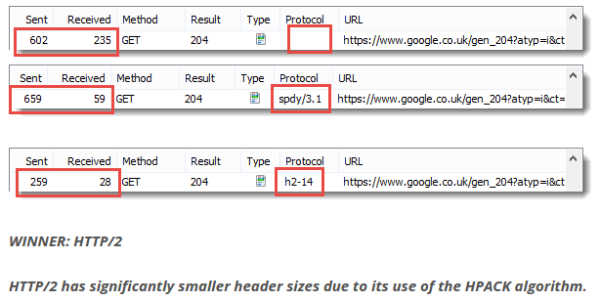 Sent Received Method Result Type Protocol URL
602 235 GET 204 https://www.google.co.uk/gen_204?atyp=i&ct
Sent Received Method Result Type Protocol URL
659 59 GET 204 spdy/3.1 https://www.google.co.uk/gen_204?atyp=i&ct=
Sent Received Method Result Type Protocol URL
259 28 GET 204 h2-14 https://www.google.co.uk/gen_204?atyp=i&ct
WINNER: HTTP/2
HTTP/2 has significantly smaller header sizes due to its use of the HPACK algorithm.